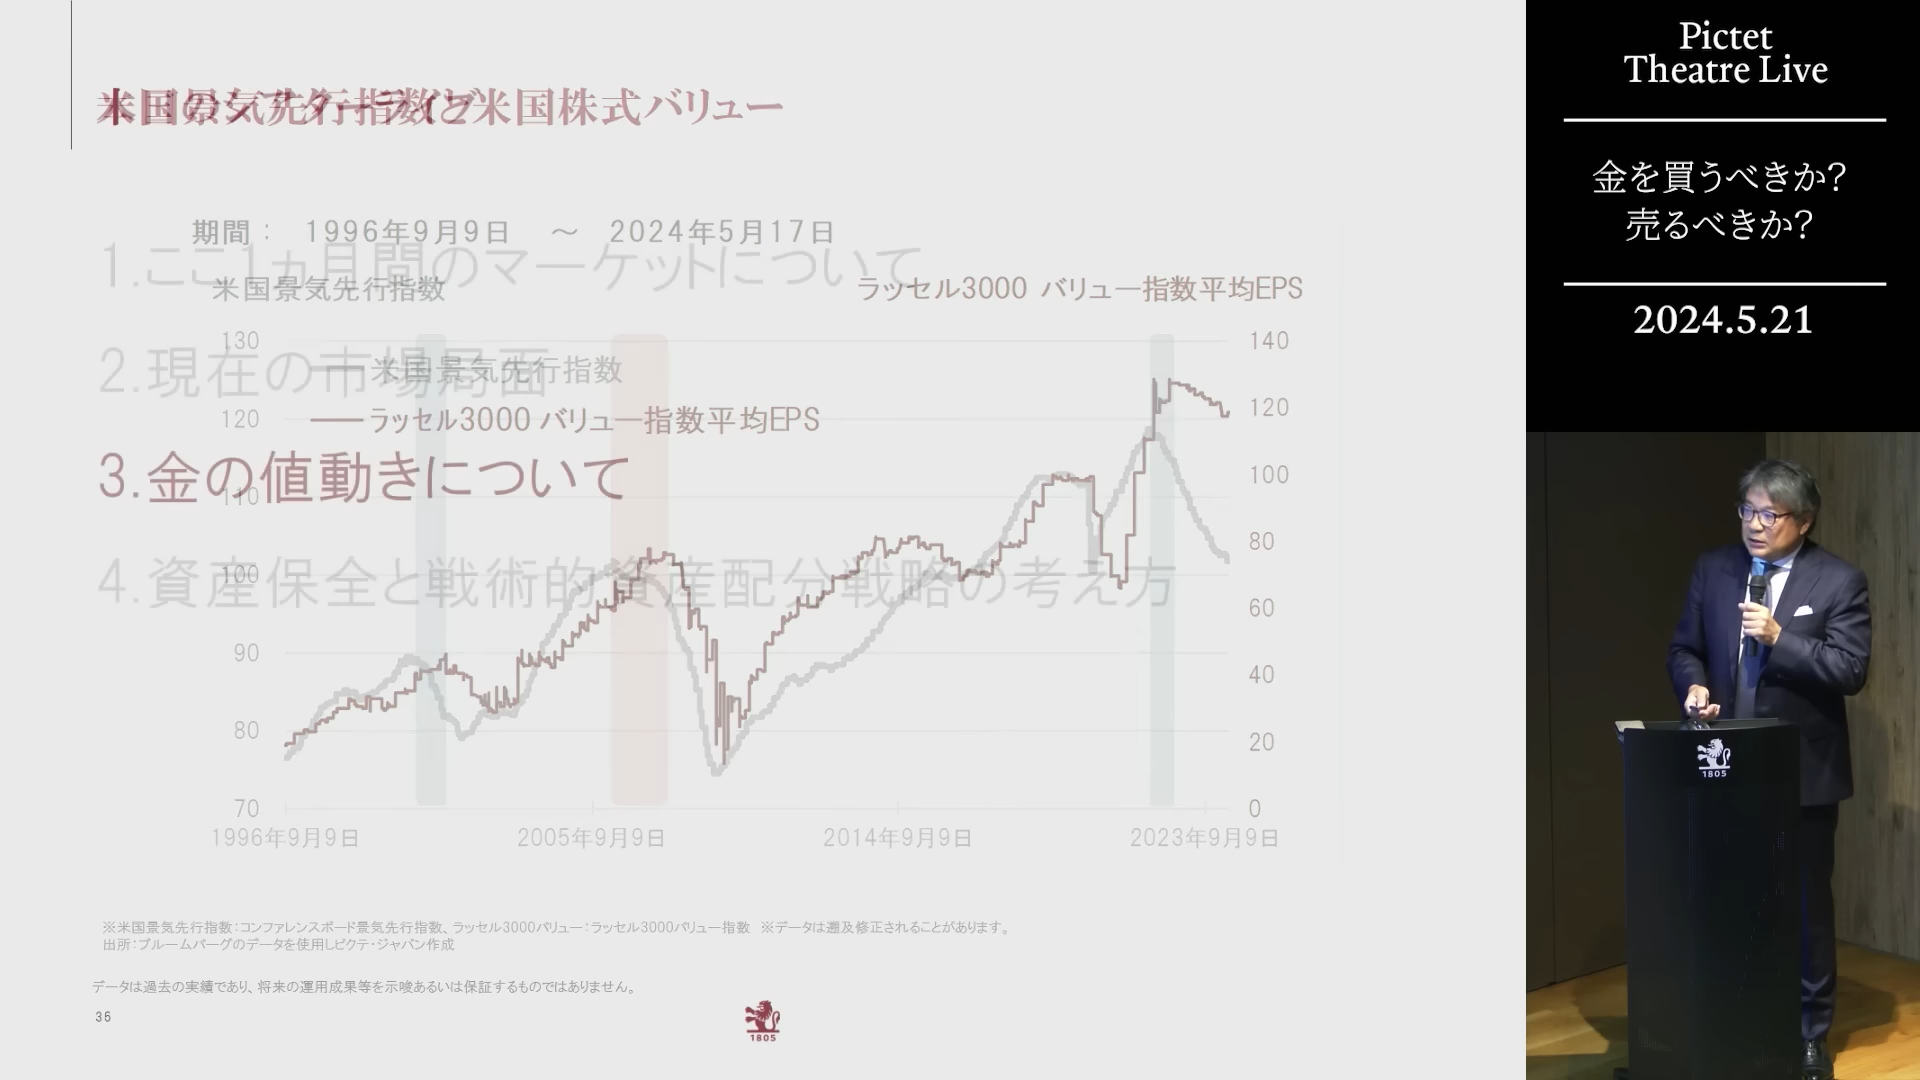 米国景気先行指数と米国株式バリュー
期間： 1996年9月9日 ～ 2024年5月17日
1.ここ1ヵ月間のマーケットについて
米国景気先行指数
ラッセル3000 バリュー指数平均EPS
130
140
2.現在の市場局面
米国景気先行指数
120
120
ラッセル3000 バリュー指数平均EPS
3.金の値動きについて
110
100
80
100
4.資産保全と戦術的資産配分戦略の考え方
60
90
40
80
20
70
0
1996年9月9日
2005年9月9日
2014年9月9日
2023年9月9日
※米国景気先行指数：コンファレンスボード景気先行指数、ラッセル3000バリュー：ラッセル3000バリュー指数 ※データは遡及修正されることがあります。
出所：ブルームバーグのデータを使用しピクテ・ジャパン作成
データは過去の実績であり、将来の運用成果等を示唆あるいは保証するものではありません。
36
1805
Pictet
Theatre Live
金を買うべきか？
売るべきか？
2024.5.21
1805